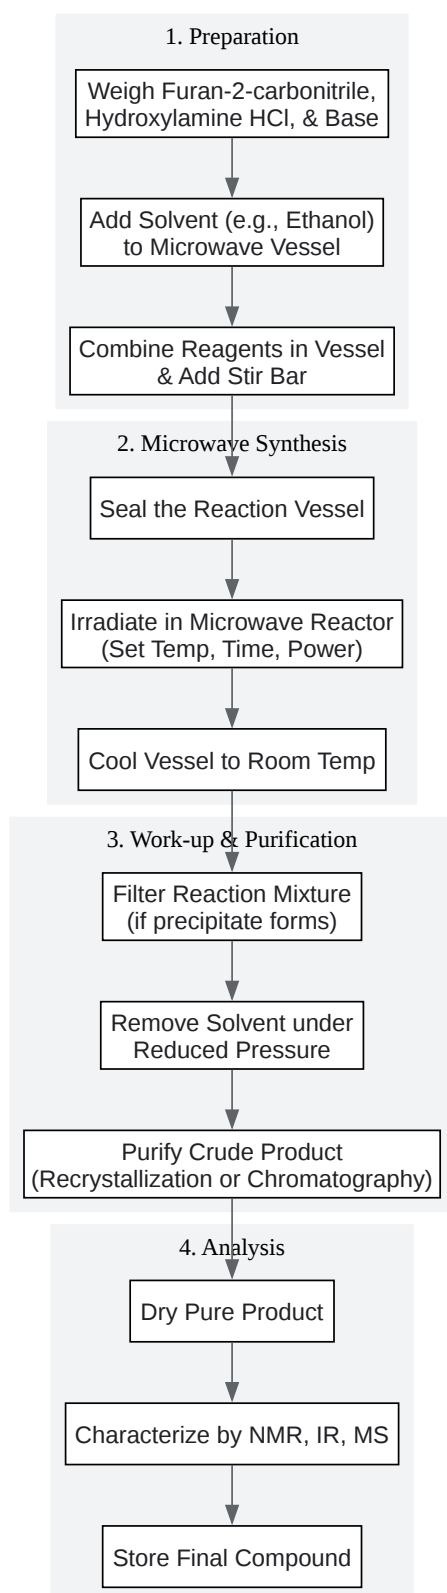 1. Preparation
Weigh Furan-2-carbonitrile,
Hydroxylamine HCl, & Base
Add Solvent (e.g., Ethanol)
to Microwave Vessel
Combine Reagents in Vessel
& Add Stir Bar
2. Microwave Synthesis
Seal the Reaction Vessel
Irradiate in Microwave Reactor
(Set Temp, Time, Power)
Cool Vessel to Room Temp
3. Work-up & Purification
Filter Reaction Mixture
(if precipitate forms)
Remove Solvent under
Reduced Pressure
Purify Crude Product
(Recrystallization or Chromatography)
4. Analysis
Dry Pure Product
Characterize by NMR, IR, MS
Store Final Compound